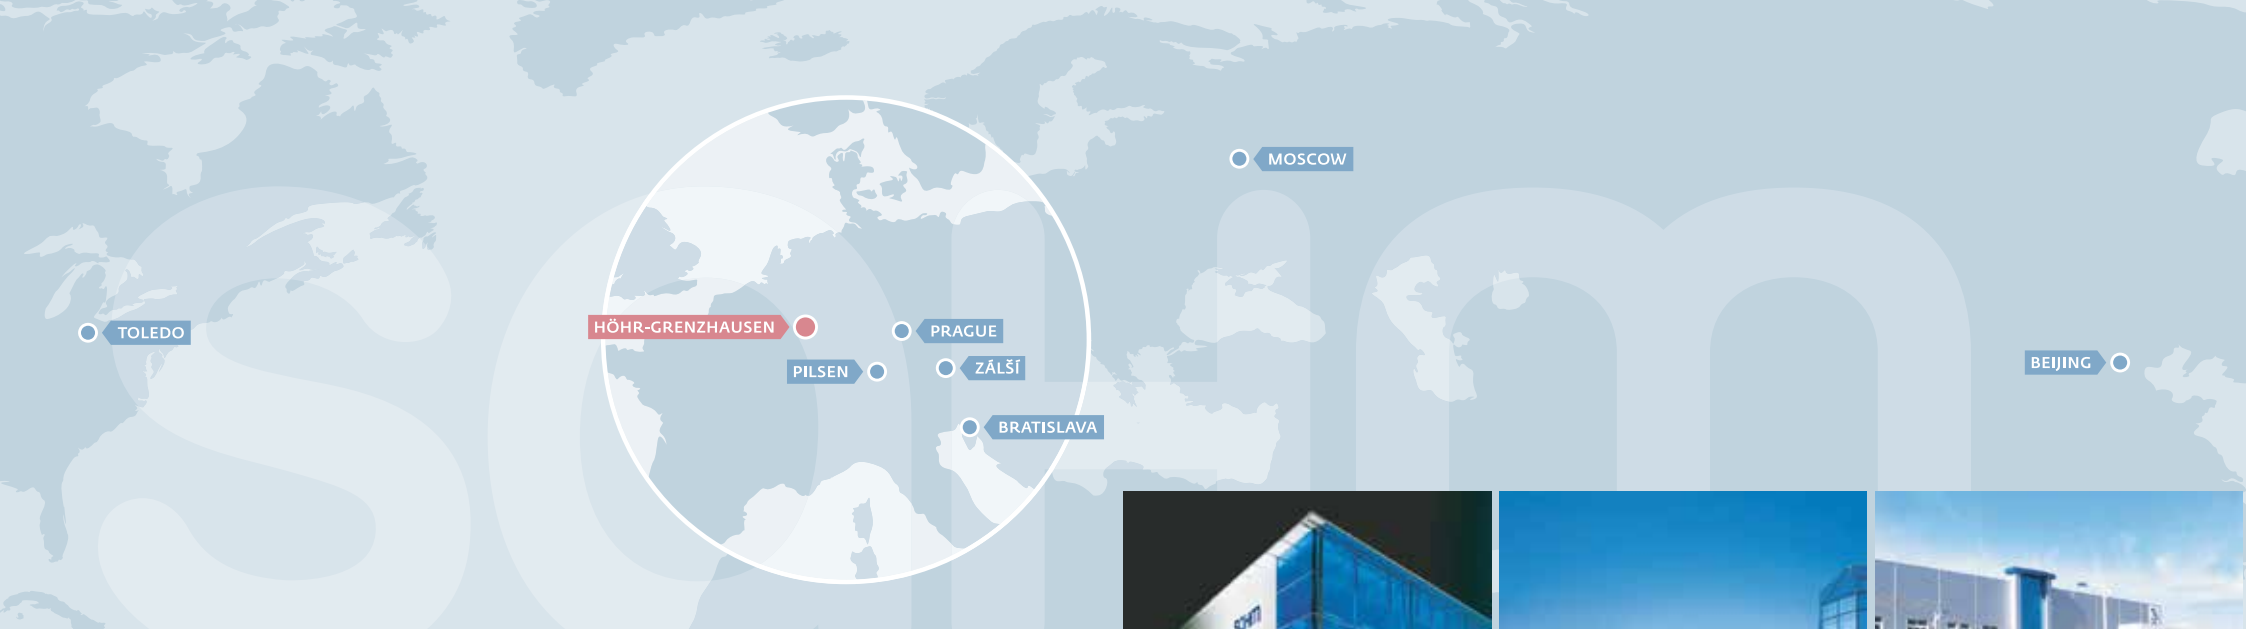 MOSCOW
TOLEDO
HÖHR-GRENZHAUSEN
PRAGUE
PILSEN
ZÁLŠÍ
BEIJING
BRATISLAVA